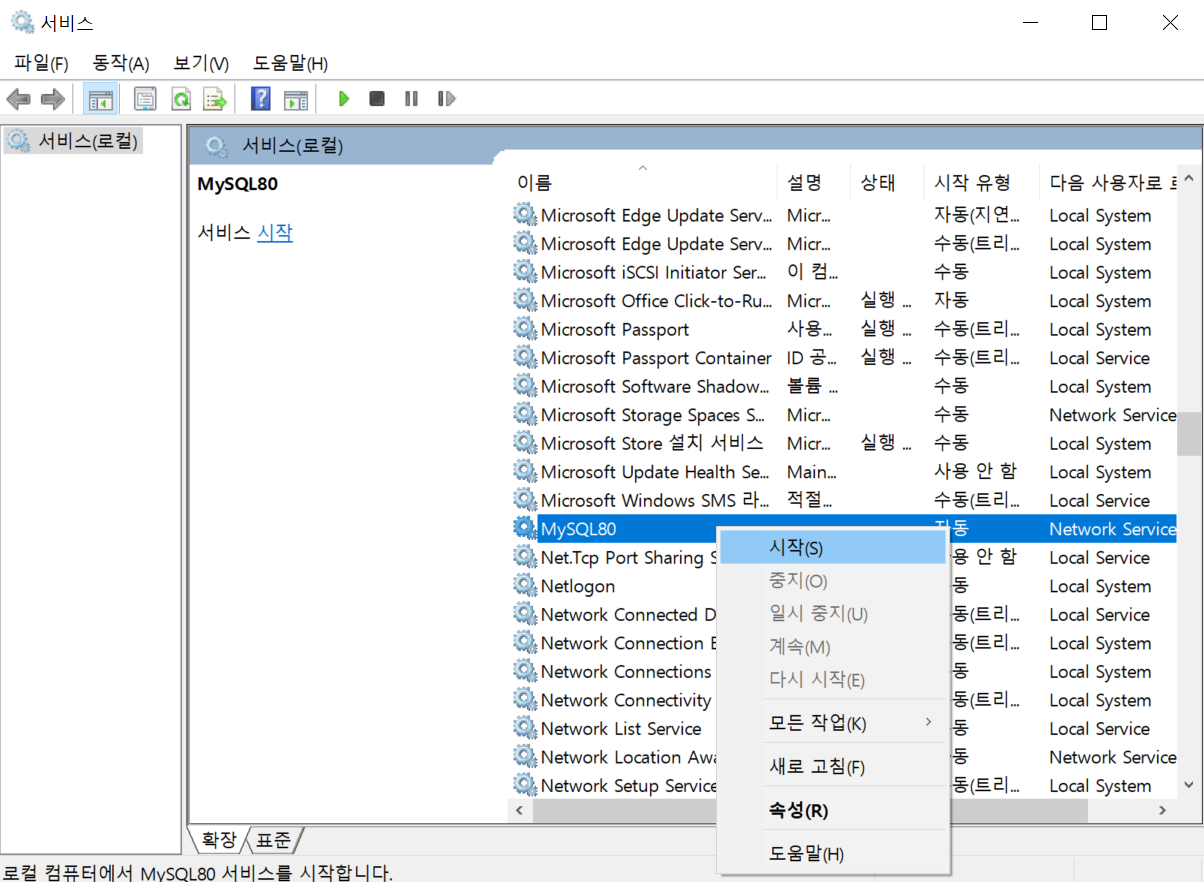 서비스
파일(F) 동작(A) 보기(V) 도움말(H)
서비스(로컬)
서비스(로컬)
MySQL80
서비스 시작
이름 설명 상태 시작 유형 다음 사용자로
Microsoft Edge Update Serv... Micr... 자동(지연... Local System
Microsoft Edge Update Serv... Micr... 수동(트리... Local System
Microsoft iSCSI Initiator Ser... 이 컴... 수동 Local System
Microsoft Office Click-to-Ru... Micr... 실행 ... 자동 Local System
Microsoft Passport 사용... 실행 ... 수동(트리... Local System
Microsoft Passport Container ID 공... 실행 ... 수동(트리... Local Service
Microsoft Software Shadow... 볼륨 ... 수동 Local System
Microsoft Storage Spaces S... Micr... 수동 Network Service
Microsoft Store 설치 서비스 Micr... 실행 ... 수동 Local System
Microsoft Update Health Se... Main... 사용 안 함 Local System
Microsoft Windows SMS 라... 적절... 수동(트리... Local Service
MySQL80 자동 Network Service
Net.Tcp Port Sharing 용 안 함 Local Service
Netlogon 동 Local System
Network Connected 동(트리... Local Service
Network Connection 동(트리... Local System
Network Connections 동 Local System
Network Connectivity 동(트리... Local System
Network List Service 동 Local Service
Network Location 동 Network Service
Network Setup Service 동(트리... Local System
시작(S)
중지(O)
일시 중지(U)
계속(M)
다시 시작(E)
모든 작업(K)
새로 고침(F)
속성(R)
도움말(H)
확장 표준
로컬 컴퓨터에서 MySQL80 서비스를 시작합니다.